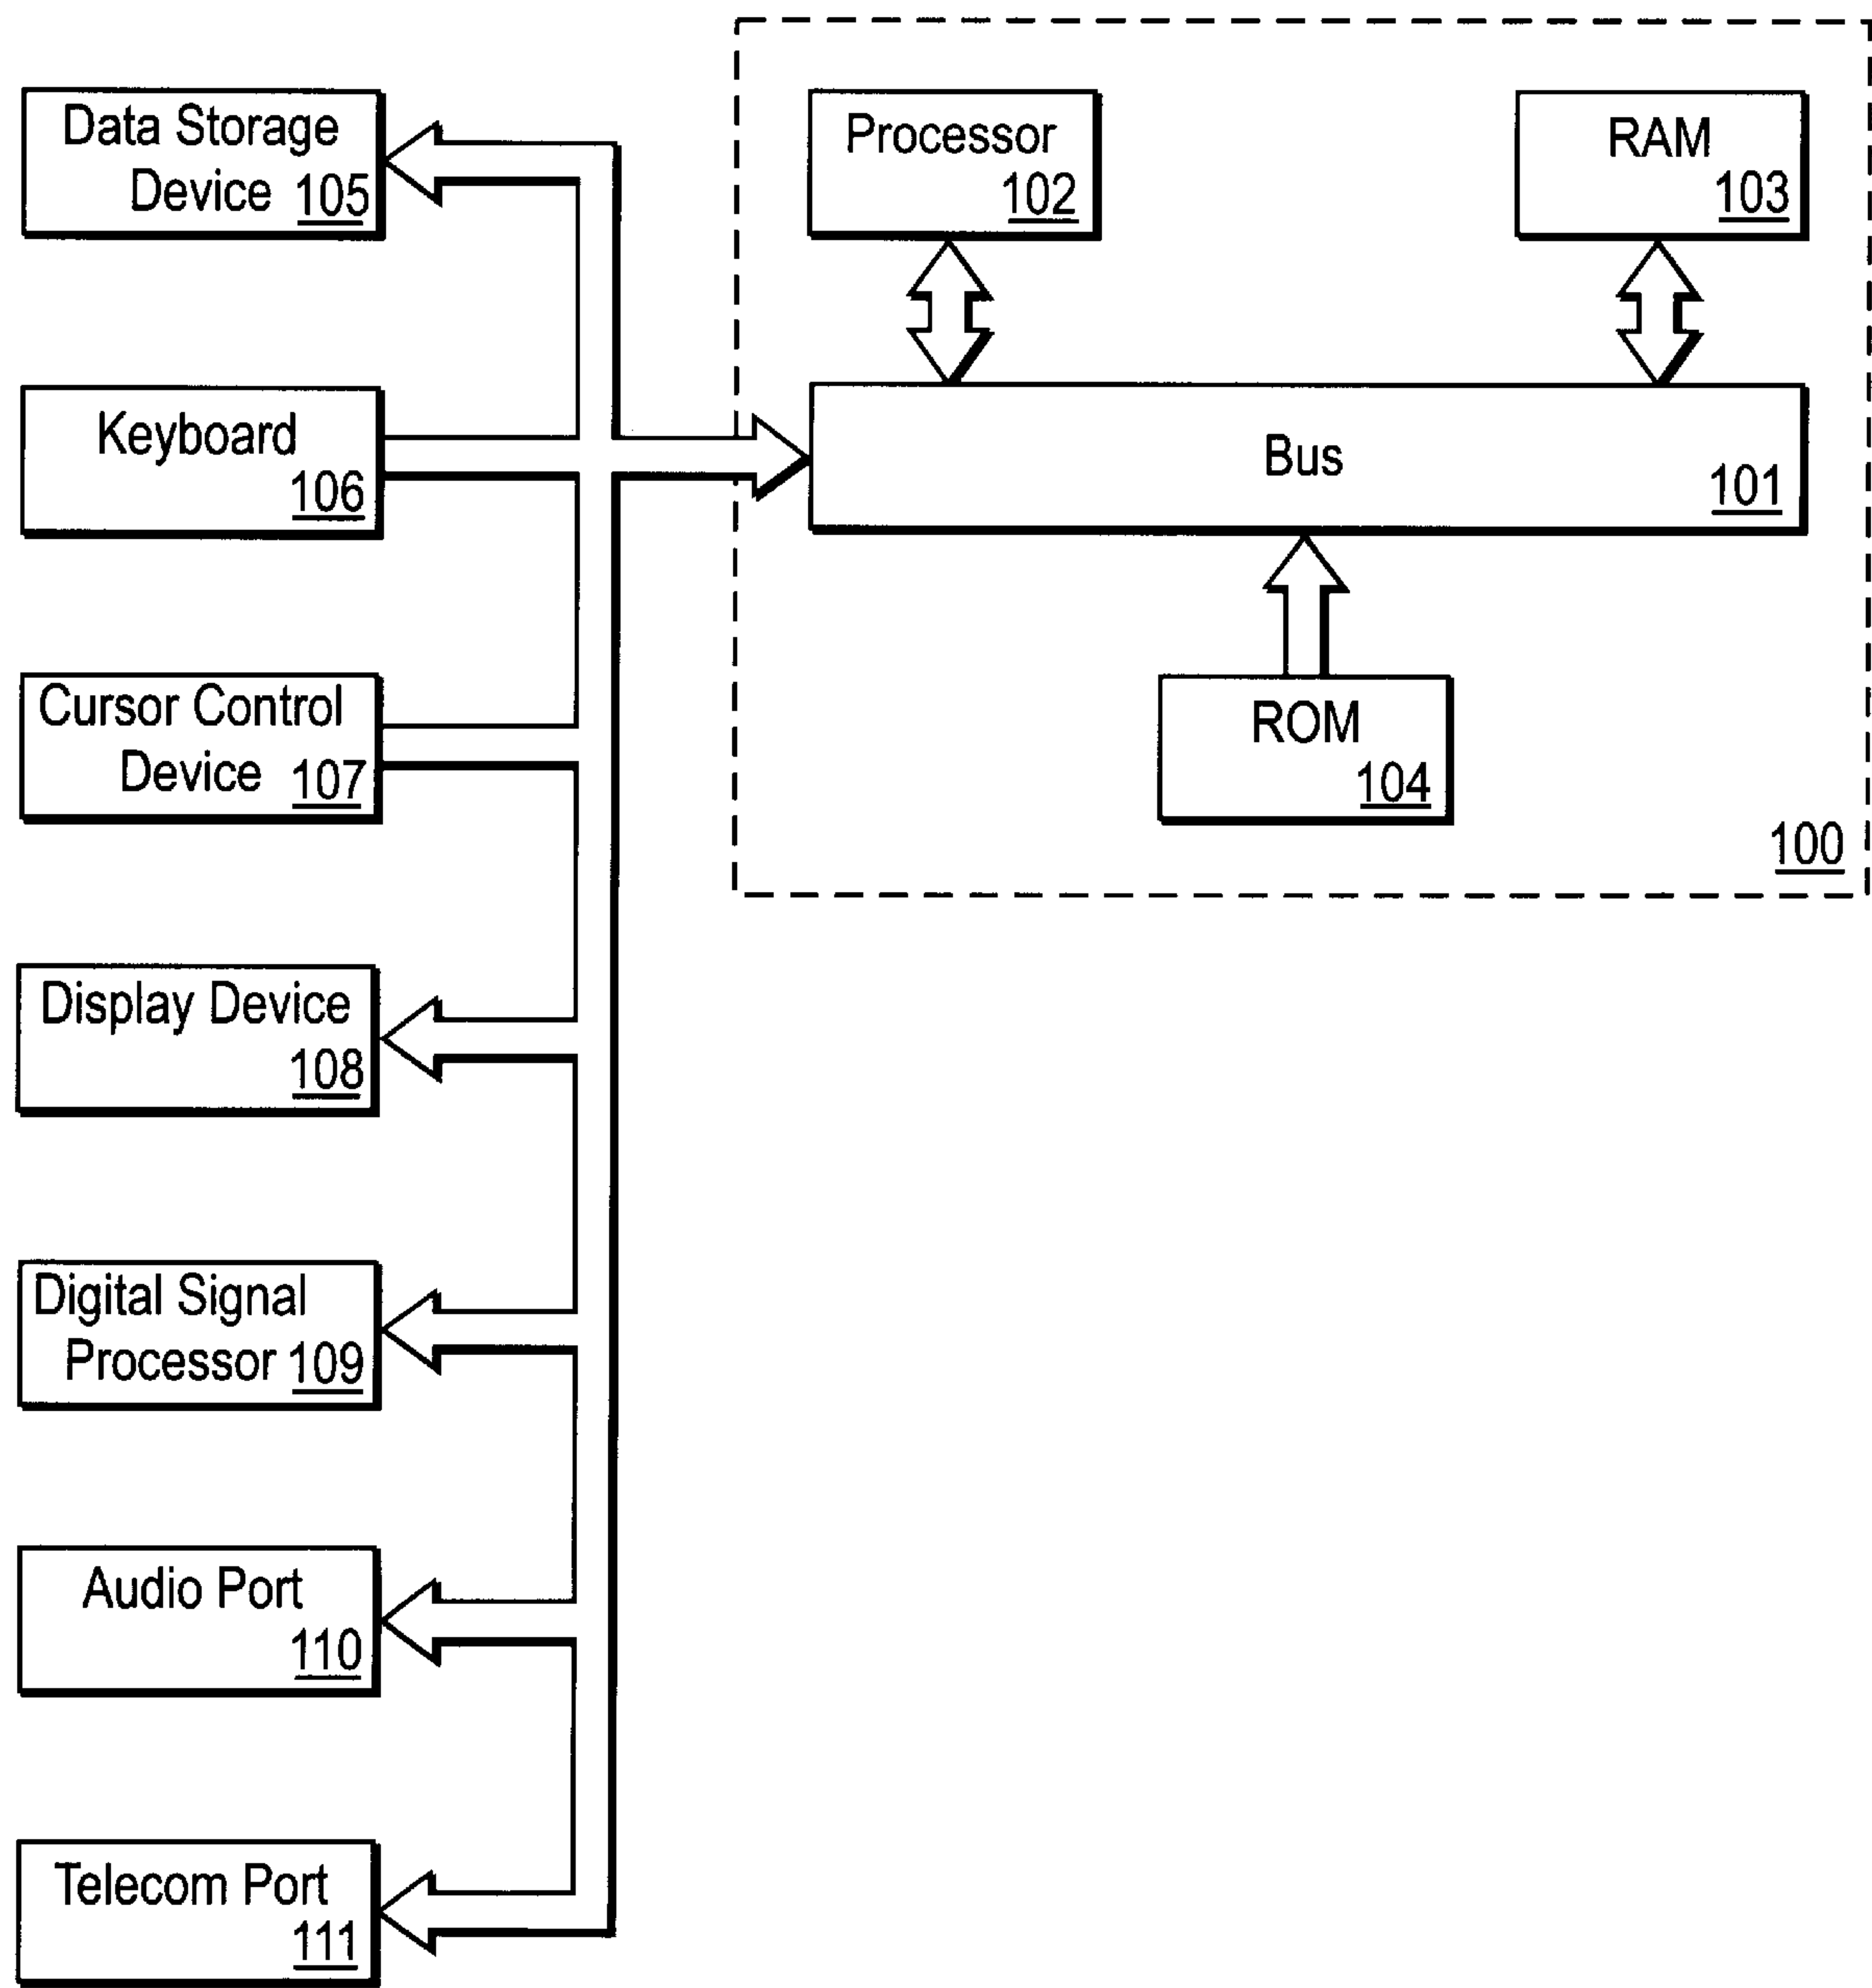 Data Storage
Device 105
Keyboard
106
Cursor Control
Device 107
Display Device
108
Digital Signal
Processor 109
Audio Port
110
Telecom Port
111
Processor
102
RAM
103
Bus
101
ROM
104
100